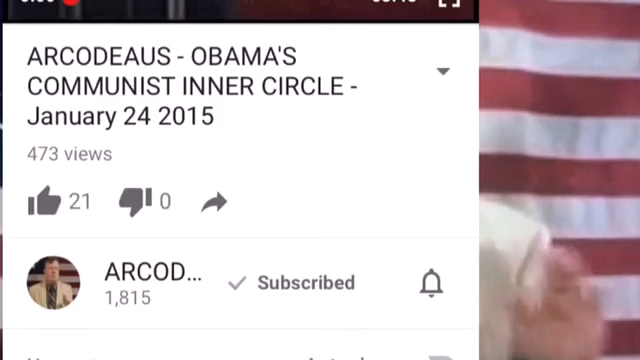 ARCODEAUS - OBAMA'S
COMMUNIST INNER CIRCLE -
January 24 2015
473 views
21
0
ARCOD...
Subscribed
1,815